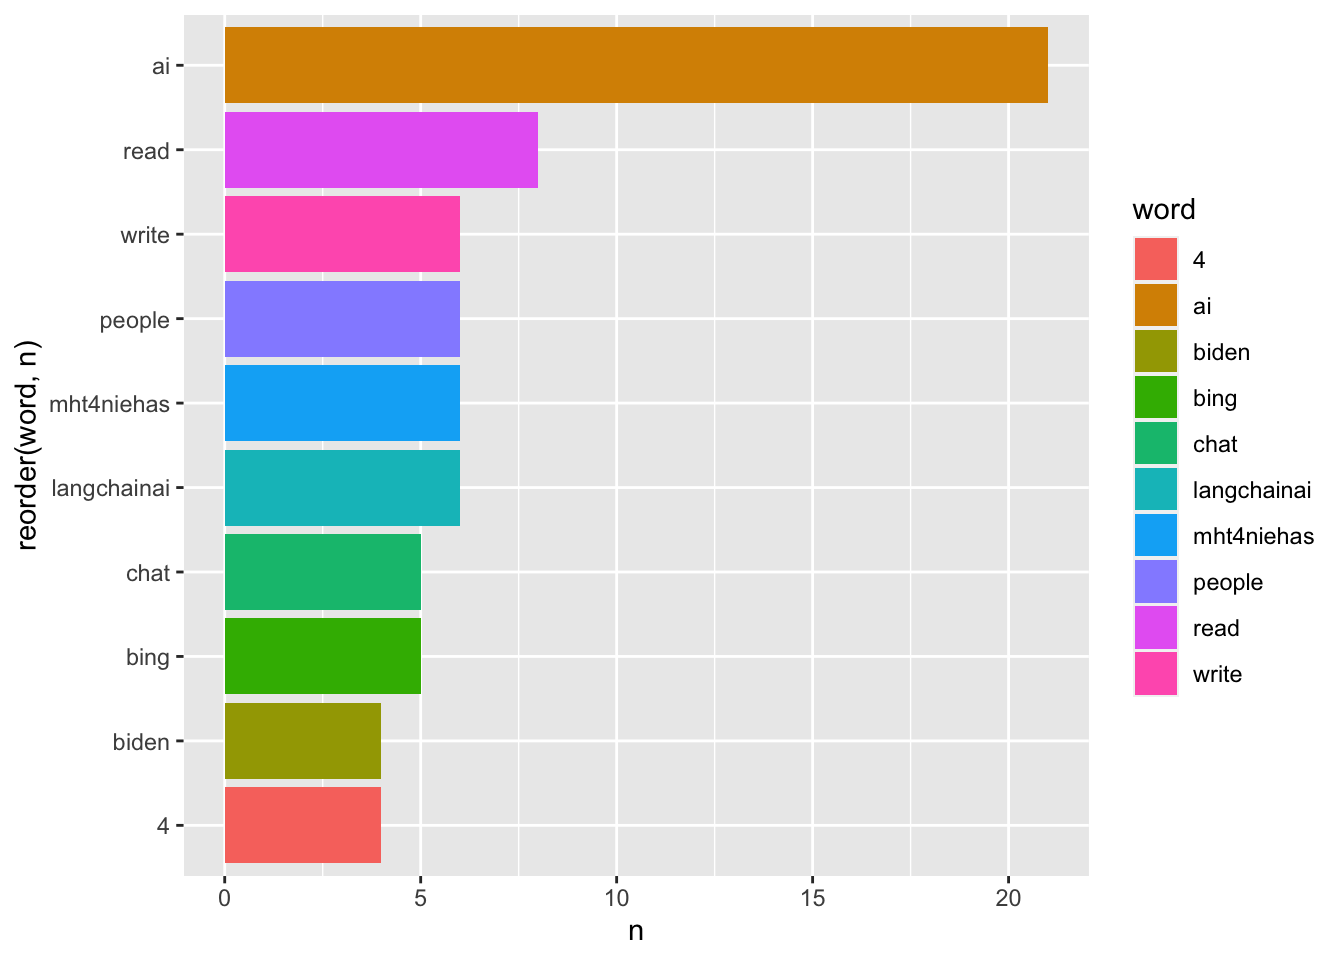 reorder(word, n)
ai
read
write
people
mht4niehas
langchainai
chat
bing
biden
4
0 5 10 15 20
n
word
4
ai
biden
bing
chat
langchainai
mht4niehas
people
read
write